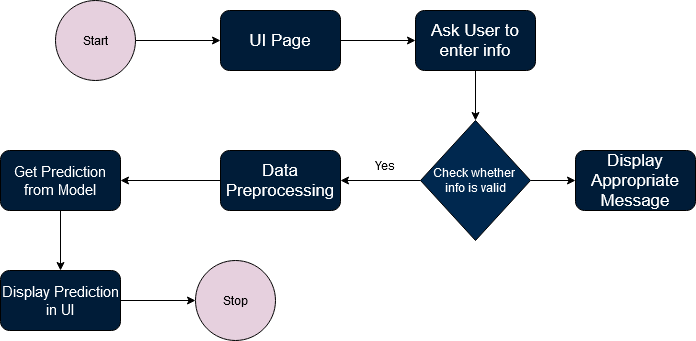 Start
UI Page
Ask User to
enter info
Check whether
info is valid
Display
Appropriate
Message
Yes
Data
Preprocessing
Get Prediction
from Model
Display Prediction
in UI
Stop